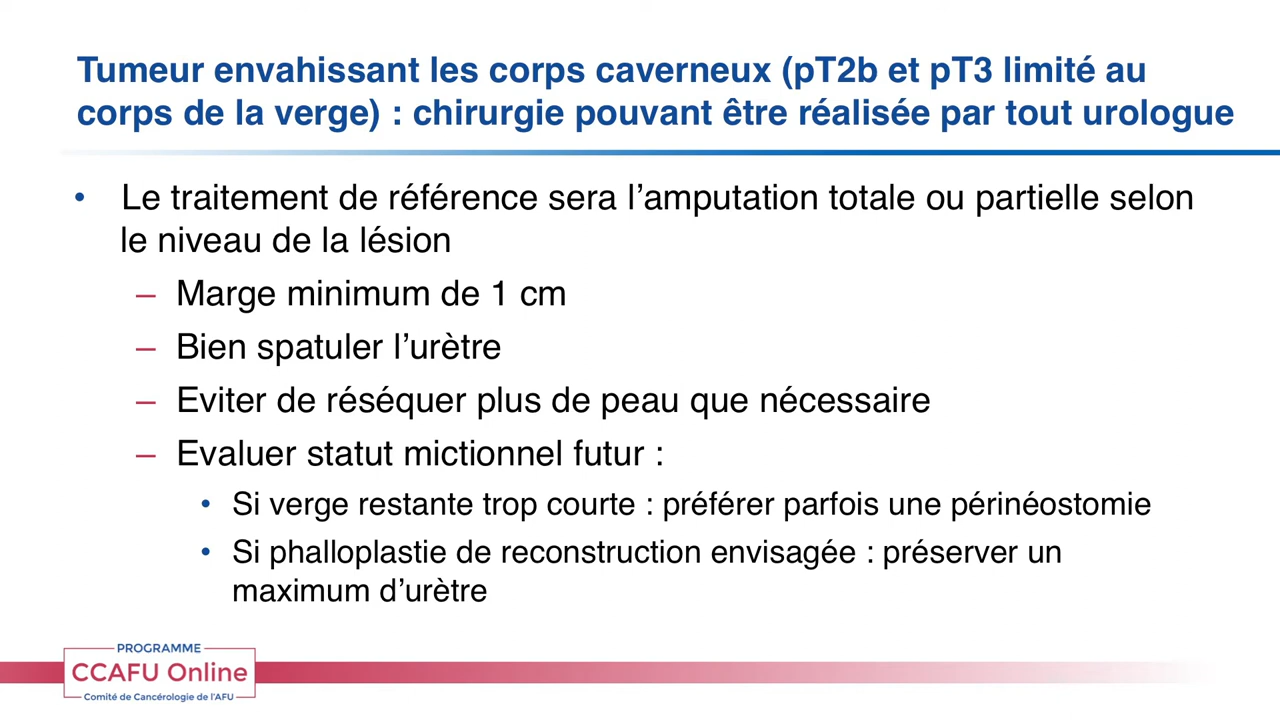 Tumeur envahissant les corps caverneux (pT2b et pT3 limité au
corps de la verge) : chirurgie pouvant être réalisée par tout urologue
• Le traitement de référence sera l’amputation totale ou partielle selon
le niveau de la lésion
– Marge minimum de 1 cm
– Bien spatuler l’urètre
– Eviter de réséquer plus de peau que nécessaire
– Evaluer statut mictionnel futur :
• Si verge restante trop courte : préférer parfois une périnéostomie
• Si phalloplastie de reconstruction envisagée : préserver un
maximum d’urètre
PROGRAMME
CCAFU Online
Comité de Cancérologie de l'AFU